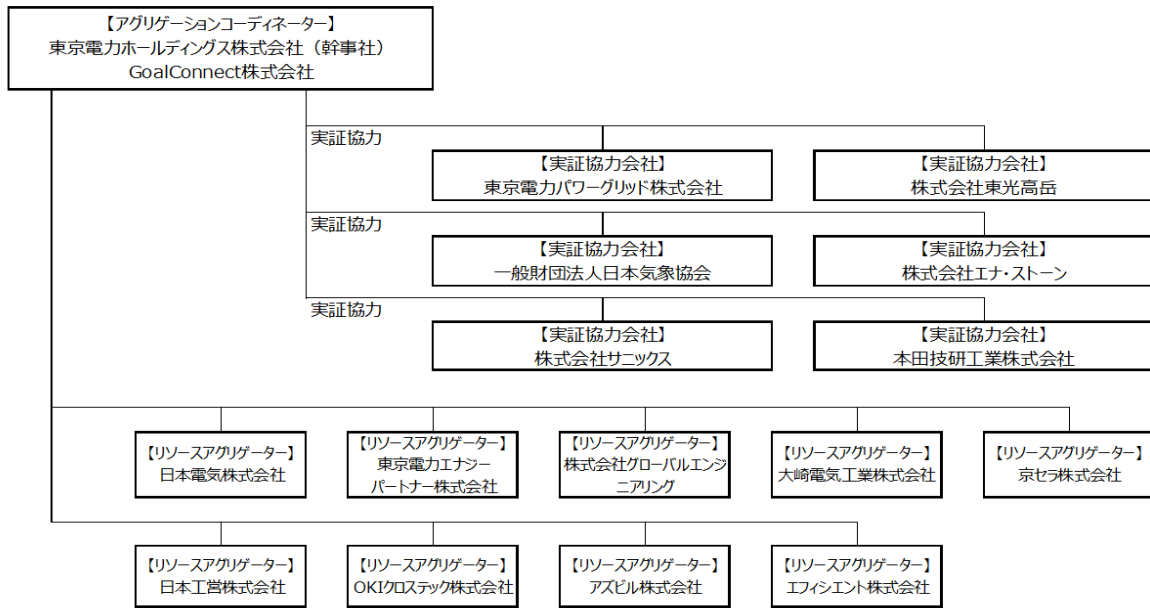 【アグリゲーションコーディネーター】
東京電力ホールディングス株式会社（幹事社）
GoalConnect株式会社
実証協力
【実証協力会社】
東京電力パワーグリッド株式会社
【実証協力会社】
株式会社東光高岳
実証協力
【実証協力会社】
一般財団法人日本気象協会
【実証協力会社】
株式会社エナ・ストーン
実証協力
【実証協力会社】
株式会社サニックス
【実証協力会社】
本田技研工業株式会社
【リソースアグリゲーター】
日本電気株式会社
【リソースアグリゲーター】
東京電力エナジー
パートナー株式会社
【リソースアグリゲーター】
株式会社グローバルエンジ
ニアリング
【リソースアグリゲーター】
大崎電気工業株式会社
【リソースアグリゲーター】
京セラ株式会社
【リソースアグリゲーター】
日本工営株式会社
【リソースアグリゲーター】
OKIクロステック株式会社
【リソースアグリゲーター】
アズビル株式会社
【リソースアグリゲーター】
エフィシエント株式会社